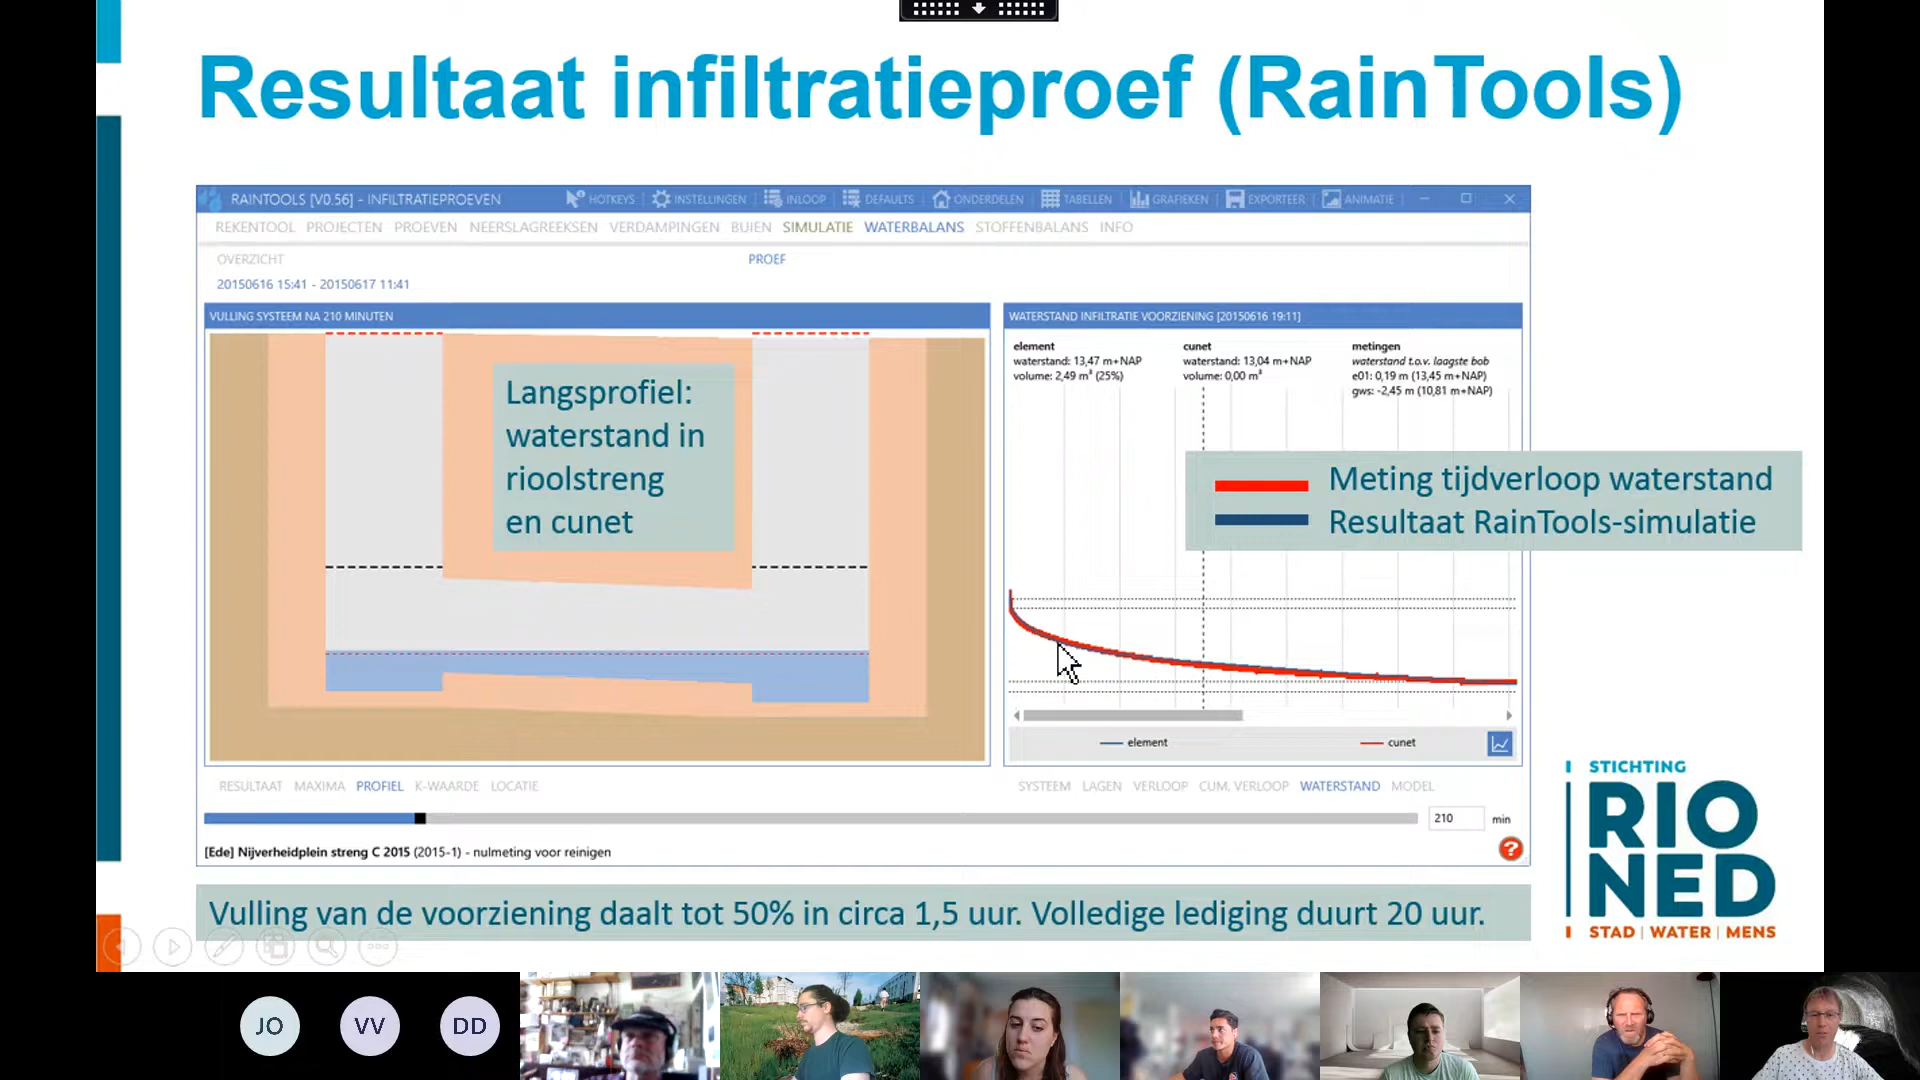 Resultaat infiltratieproef (RainTools)
RAINTOOLS [V0.56] - INFILTRATIEPROEVEN
HOTKEYS
INSTELLINGEN
INLOOP
DEFAULTS
ONDERDELEN
TABELLEN
GRAFIEKEN
EXPORTEER
ANIMATIE
REKENTOOL PROJECTEN PROEVEN NEERSLAGREEKSEN VERDAMPINGEN BUIEN SIMULATIE WATERBALANS STOFFENBALANS INFO
OVERZICHT
PROEF
20150616 15:41 - 20150617 11:41
VULLING SYSTEEM NA 210 MINUTEN
Langsprofiel:
waterstand in
rioolstreng
en cunet
WATERSTAND INFILTRATIE VOORZIENING [20150616 19:11]
element
waterstand: 13,47 m+NAP
volume: 2,49 m³ (25%)
cunet
waterstand: 13,04 m+NAP
volume: 0,00 m³
metingen
waterstand t.o.v. laagste bob
e01: 0,19 m (13,45 m+NAP)
gws: -2,45 m (10,81 m+NAP)
Meting tijdverloop waterstand
Resultaat RainTools-simulatie
element
cunet
RESULTAAT MAXIMA PROFIEL K-WAARDE LOCATIE
SYSTEEM LAGEN VERLOOP CUM. VERLOOP WATERSTAND MODEL
210 min
[Ede] Nijverheidplein streng C 2015 (2015-1) - nulmeting voor reinigen
?
Vulling van de voorziening daalt tot 50% in circa 1,5 uur. Volledige lediging duurt 20 uur.
STICHTING
RIO
NED
STAD | WATER | MENS
JO
VV
DD